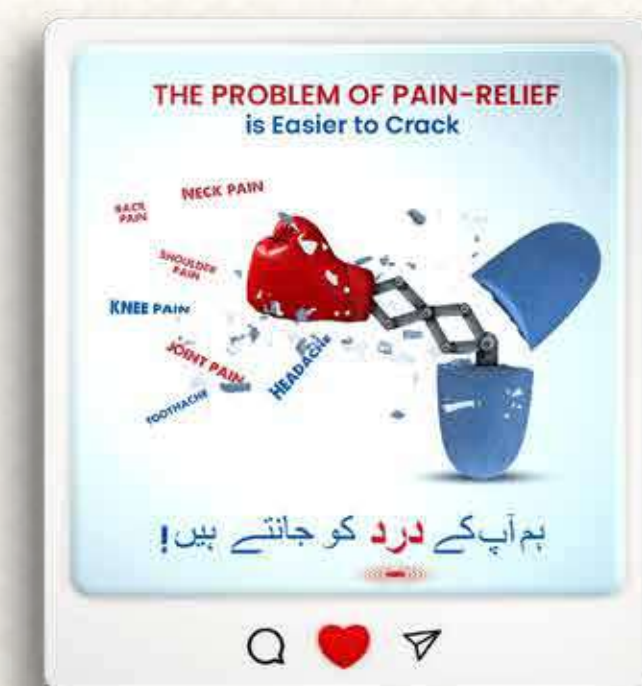 THE PROBLEM OF PAIN-RELIEF
is Easier to Crack
NECK PAIN
BACK
PAIN
SHOULDER
PAIN
KNEE PAIN
JOINT PAIN
HEADACHE
TOOTHACHE
ہم آپ کے درد کو جانتے ہیں!